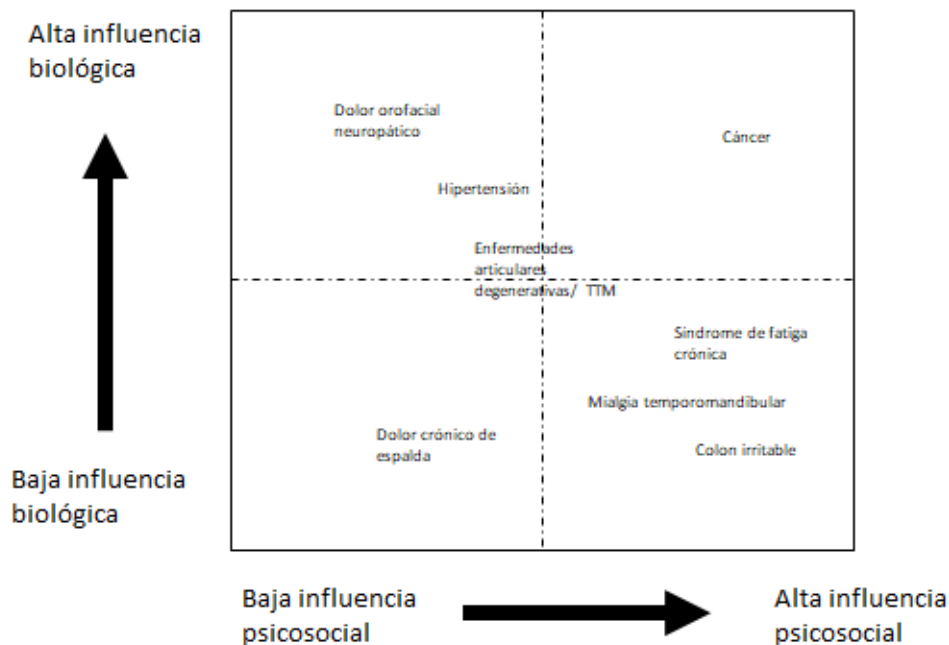 Alta influencia
biológica
Dolor orofacial
neuropático
Cáncer
Hipertensión
Enfermedades
articulares
degenerativas/ TTM
Síndrome de fatiga
crónica
Mialgia temporomandibular
Dolor crónico de
espalda
Colon irritable
Baja influencia
biológica
Baja influencia
psicosocial
Alta influencia
psicosocial